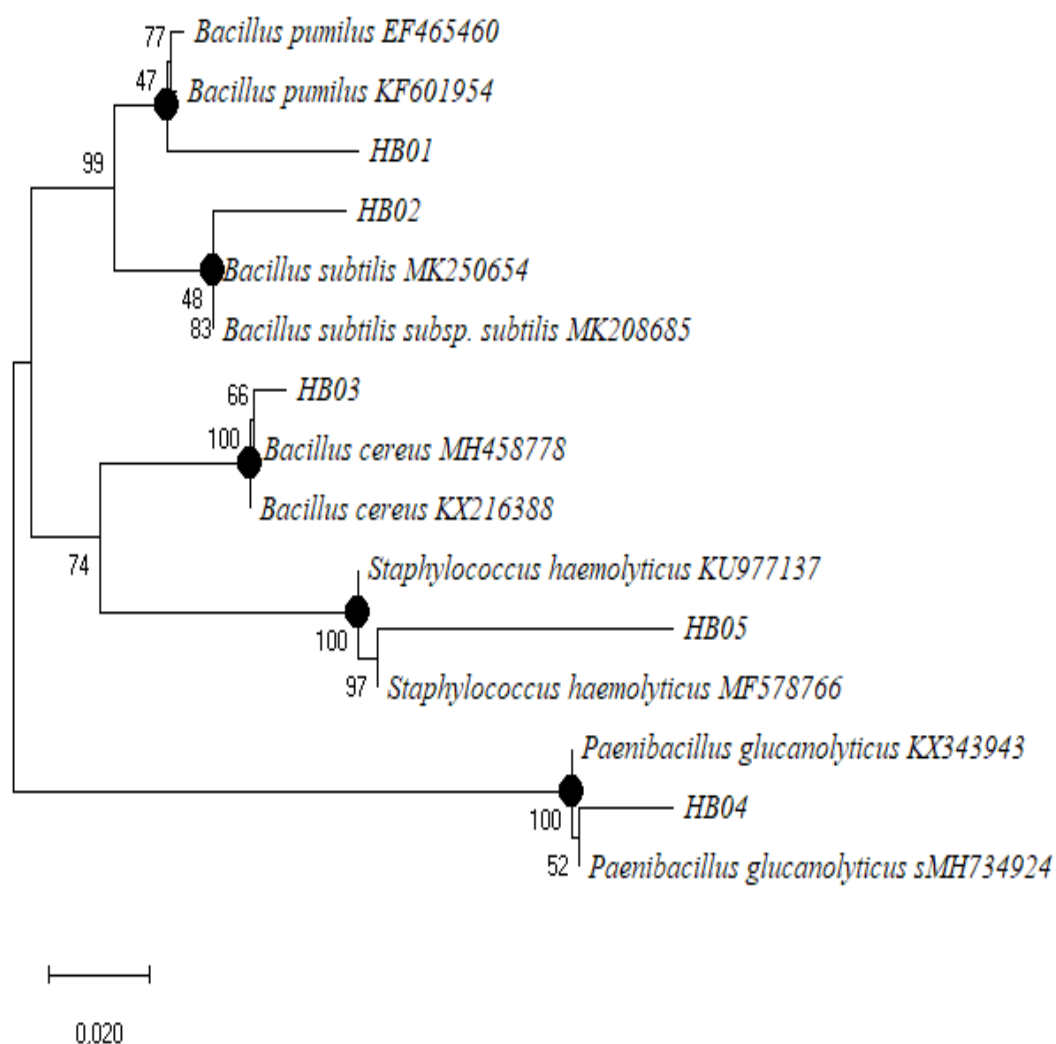 77
Bacillus pumilus EF465460
47
Bacillus pumilus KF601954
HB01
99
HB02
Bacillus subtilis MK250654
48
83
Bacillus subtilis subsp. subtilis MK208685
66
HB03
100
Bacillus cereus MH458778
Bacillus cereus KX216388
74
Staphylococcus haemolyticus KU977137
HB05
100
97
Staphylococcus haemolyticus MF578766
Paenibacillus glucanolyticus KX343943
HB04
100
52
Paenibacillus glucanolyticus sMH734924
0.020